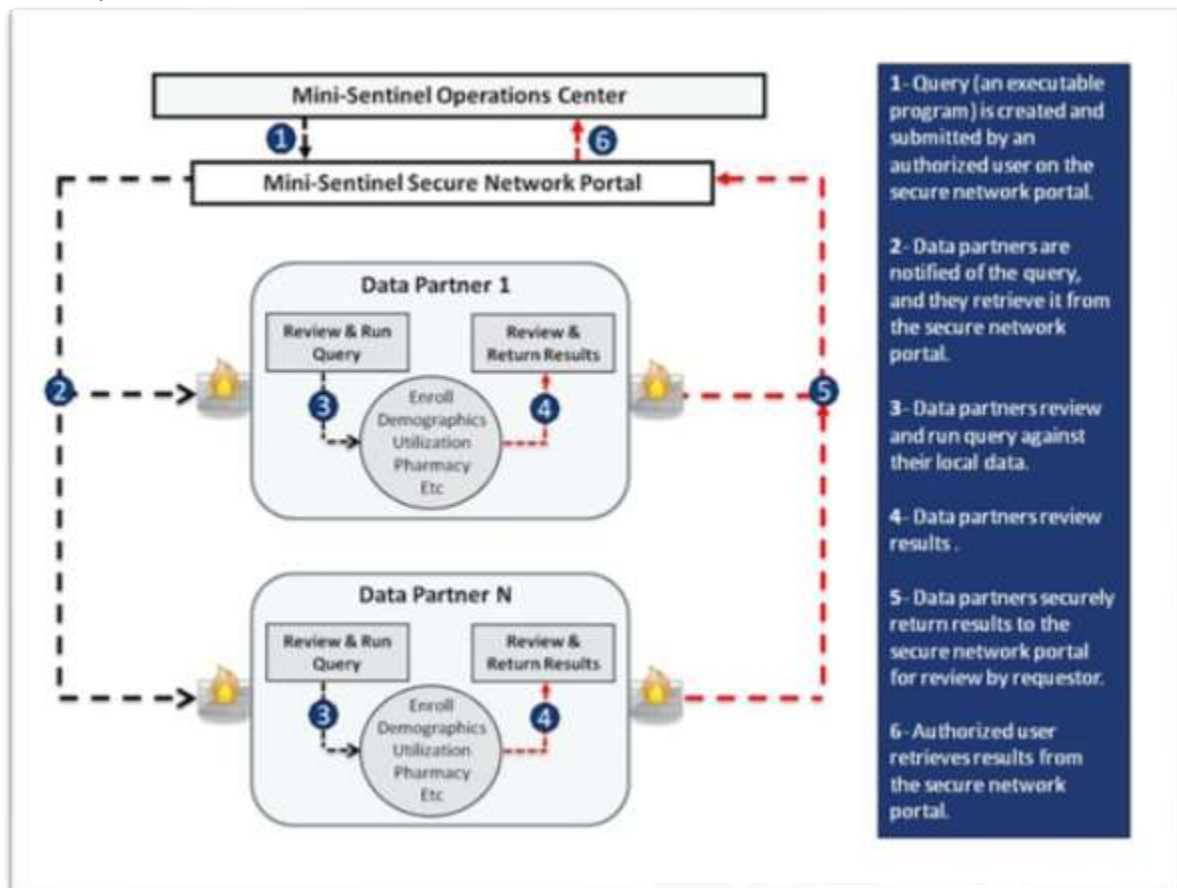 Mini-Sentinel Operations Center
1
6
Mini-Sentinel Secure Network Portal
2
5
Data Partner 1
Review & Run
Query
Review &
Return Results
3
4
Enroll
Demographics
Utilization
Pharmacy
Etc
Data Partner N
Review & Run
Query
Review &
Return Results
3
4
Enroll
Demographics
Utilization
Pharmacy
Etc
1- Query (an executable
program) is created and
submitted by an
authorized user on the
secure network portal.
2- Data partners are
notified of the query,
and they retrieve it from
the secure network
portal.
3- Data partners review
and run query against
their local data.
4- Data partners review
results .
5- Data partners securely
return results to the
secure network portal
for review by requestor.
6- Authorized user
retrieves results from
the secure network
portal.